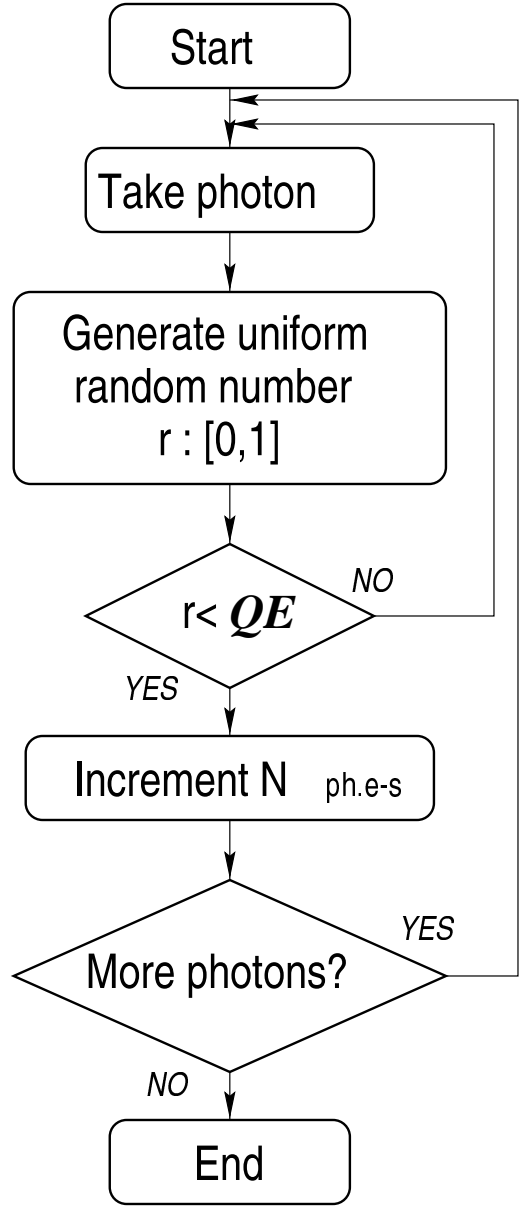 Start
Take photon
Generate uniform
random number
r : [0,1]
r< QE
NO
YES
Increment N ph.e-s
More photons?
YES
NO
End